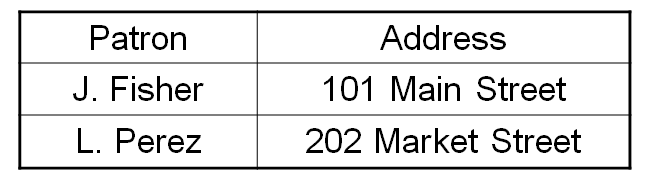 Patron Address
J. Fisher 101 Main Street
L. Perez 202 Market Street